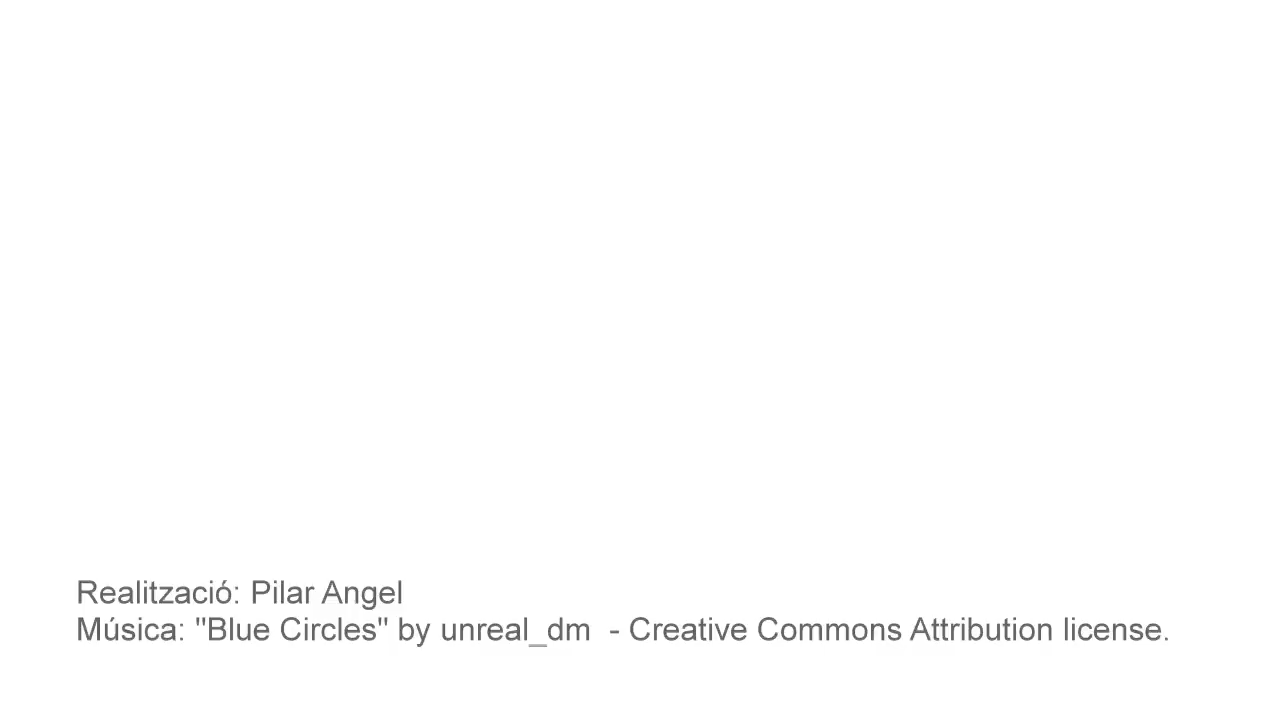 Realització: Pilar Angel
Música: "Blue Circles" by unreal_dm  - Creative Commons Attribution license.